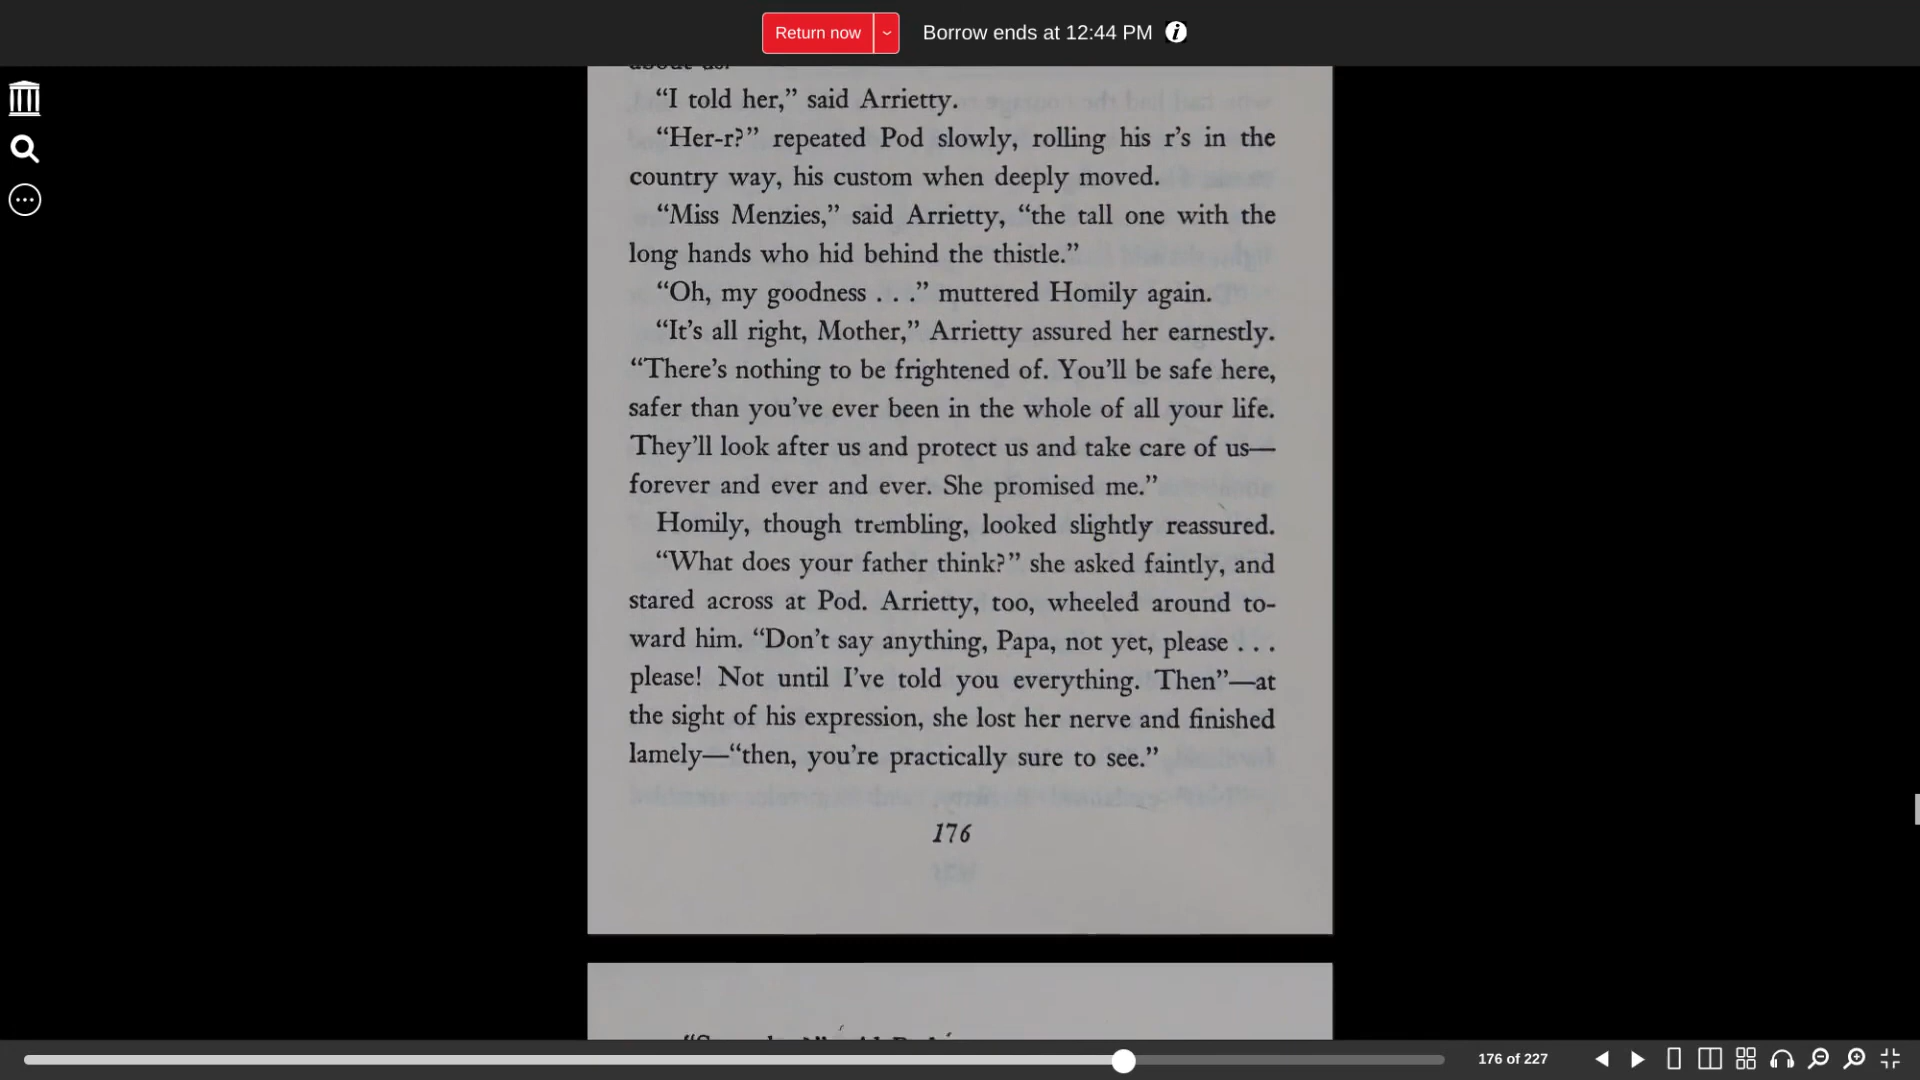 Return now
Borrow ends at 12:44 PM
about us.
“I told her,” said Arrietty.
“Her-r?” repeated Pod slowly, rolling his r’s in the
country way, his custom when deeply moved.
“Miss Menzies,” said Arrietty, “the tall one with the
long hands who hid behind the thistle.”
“Oh, my goodness . . .” muttered Homily again.
“It’s all right, Mother,” Arrietty assured her earnestly.
“There’s nothing to be frightened of. You’ll be safe here,
safer than you’ve ever been in the whole of all your life.
They’ll look after us and protect us and take care of us—
forever and ever and ever. She promised me.”
Homily, though trembling, looked slightly reassured.
“What does your father think?” she asked faintly, and
stared across at Pod. Arrietty, too, wheeled around to-
ward him. “Don’t say anything, Papa, not yet, please . . .
please! Not until I’ve told you everything. Then”—at
the sight of his expression, she lost her nerve and finished
lamely—“then, you’re practically sure to see.”
176
176 of 227